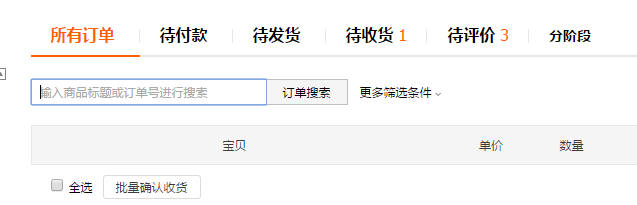 所有订单 待付款 待发货 待收货 1 待评价 3 分阶段
输入商品标题或订单号进行搜索 订单搜索 更多筛选条件
宝贝 单价 数量
全选 批量确认收货